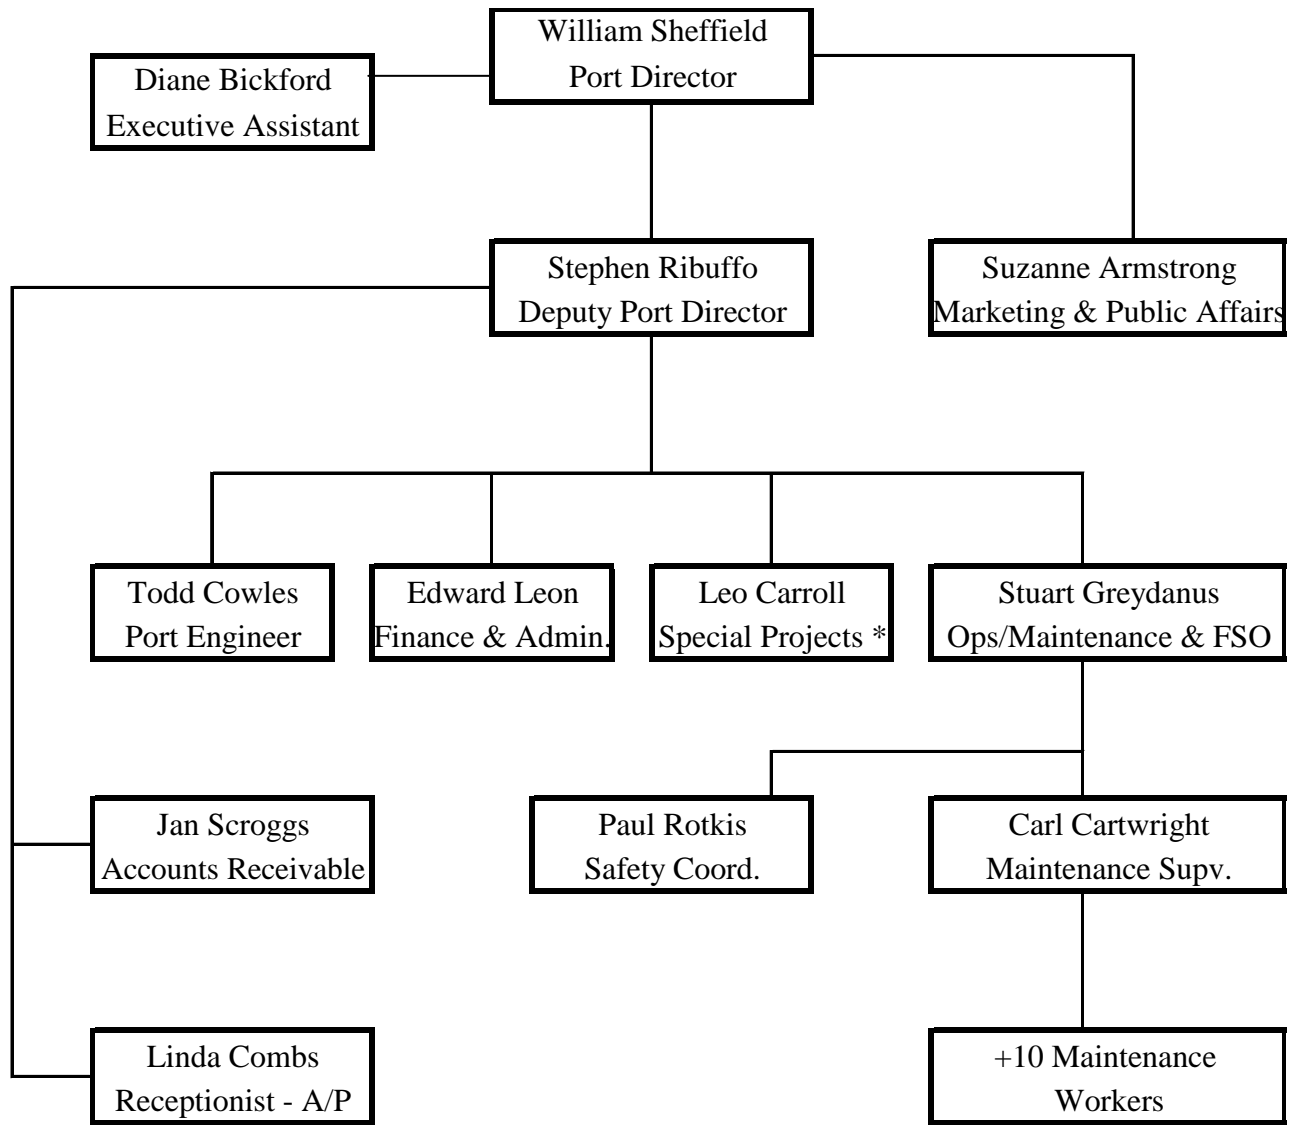 William Sheffield
Port Director
Diane Bickford
Executive Assistant
Stephen Ribuffo
Deputy Port Director
Suzanne Armstrong
Marketing & Public Affairs
Todd Cowles
Port Engineer
Edward Leon
Finance & Admin.
Leo Carroll
Special Projects *
Stuart Greydanus
Ops/Maintenance & FSO
Jan Scroggs
Accounts Receivable
Paul Rotkis
Safety Coord.
Carl Cartwright
Maintenance Supv.
Linda Combs
Receptionist - A/P
+10 Maintenance
Workers